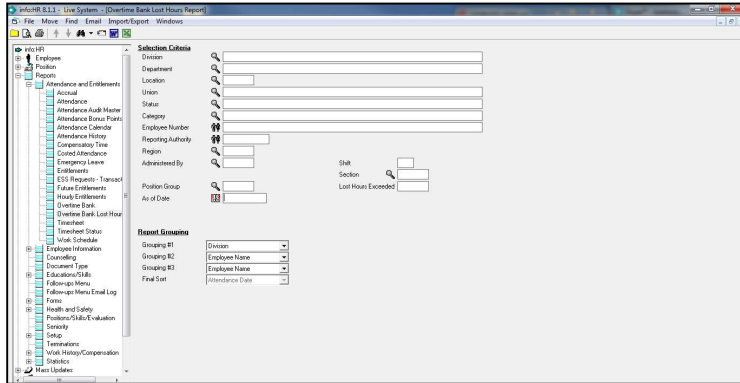 info:HR 8.1.1 - Live System - [Overtime Bank Lost Hours Report]
File Move Find Email Import/Export Windows
info:HR
Employee
Position
Reports
Attendance and Entitlements
Accrual
Attendance
Attendance Audit Master
Attendance Bonus Points
Attendance Calendar
Attendance History
Compensatory Time
Costed Attendance
Emergency Leave
Entitlements
ESS Requests - Transact
Future Entitlements
Hourly Entitlements
Overtime Bank
Overtime Bank Lost Hour
Timesheet
Timesheet Status
Work Schedule
Employee Information
Counselling
Document Type
Educations/Skills
Follow-ups Menu
Follow-ups Menu Email Log
Forms
Health and Safety
Positions/Skills/Evaluation
Seniority
Setup
Terminations
Work History/Compensation
Statistics
Mass Updates
Selection Criteria
Division
Department
Location
Union
Status
Category
Employee Number
Reporting Authority
Region
Administered By Shift
Section
Position Group Lost Hours Exceeded
As of Date
Report Grouping
Grouping #1 Division
Grouping #2 Employee Name
Grouping #3 Employee Name
Final Sort Attendance Date